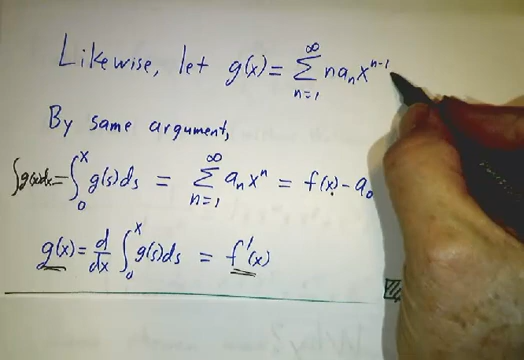 Likewise, let g(x) = ∑_{n=1}^{∞} n a_n x^{n-1}
By same argument,
∫g(x)dx = ∫_0^x g(s)ds = ∑_{n=1}^{∞} a_n x^n = f(x) - a_0
g(x) = d/dx ∫_0^x g(s)ds = f'(x)